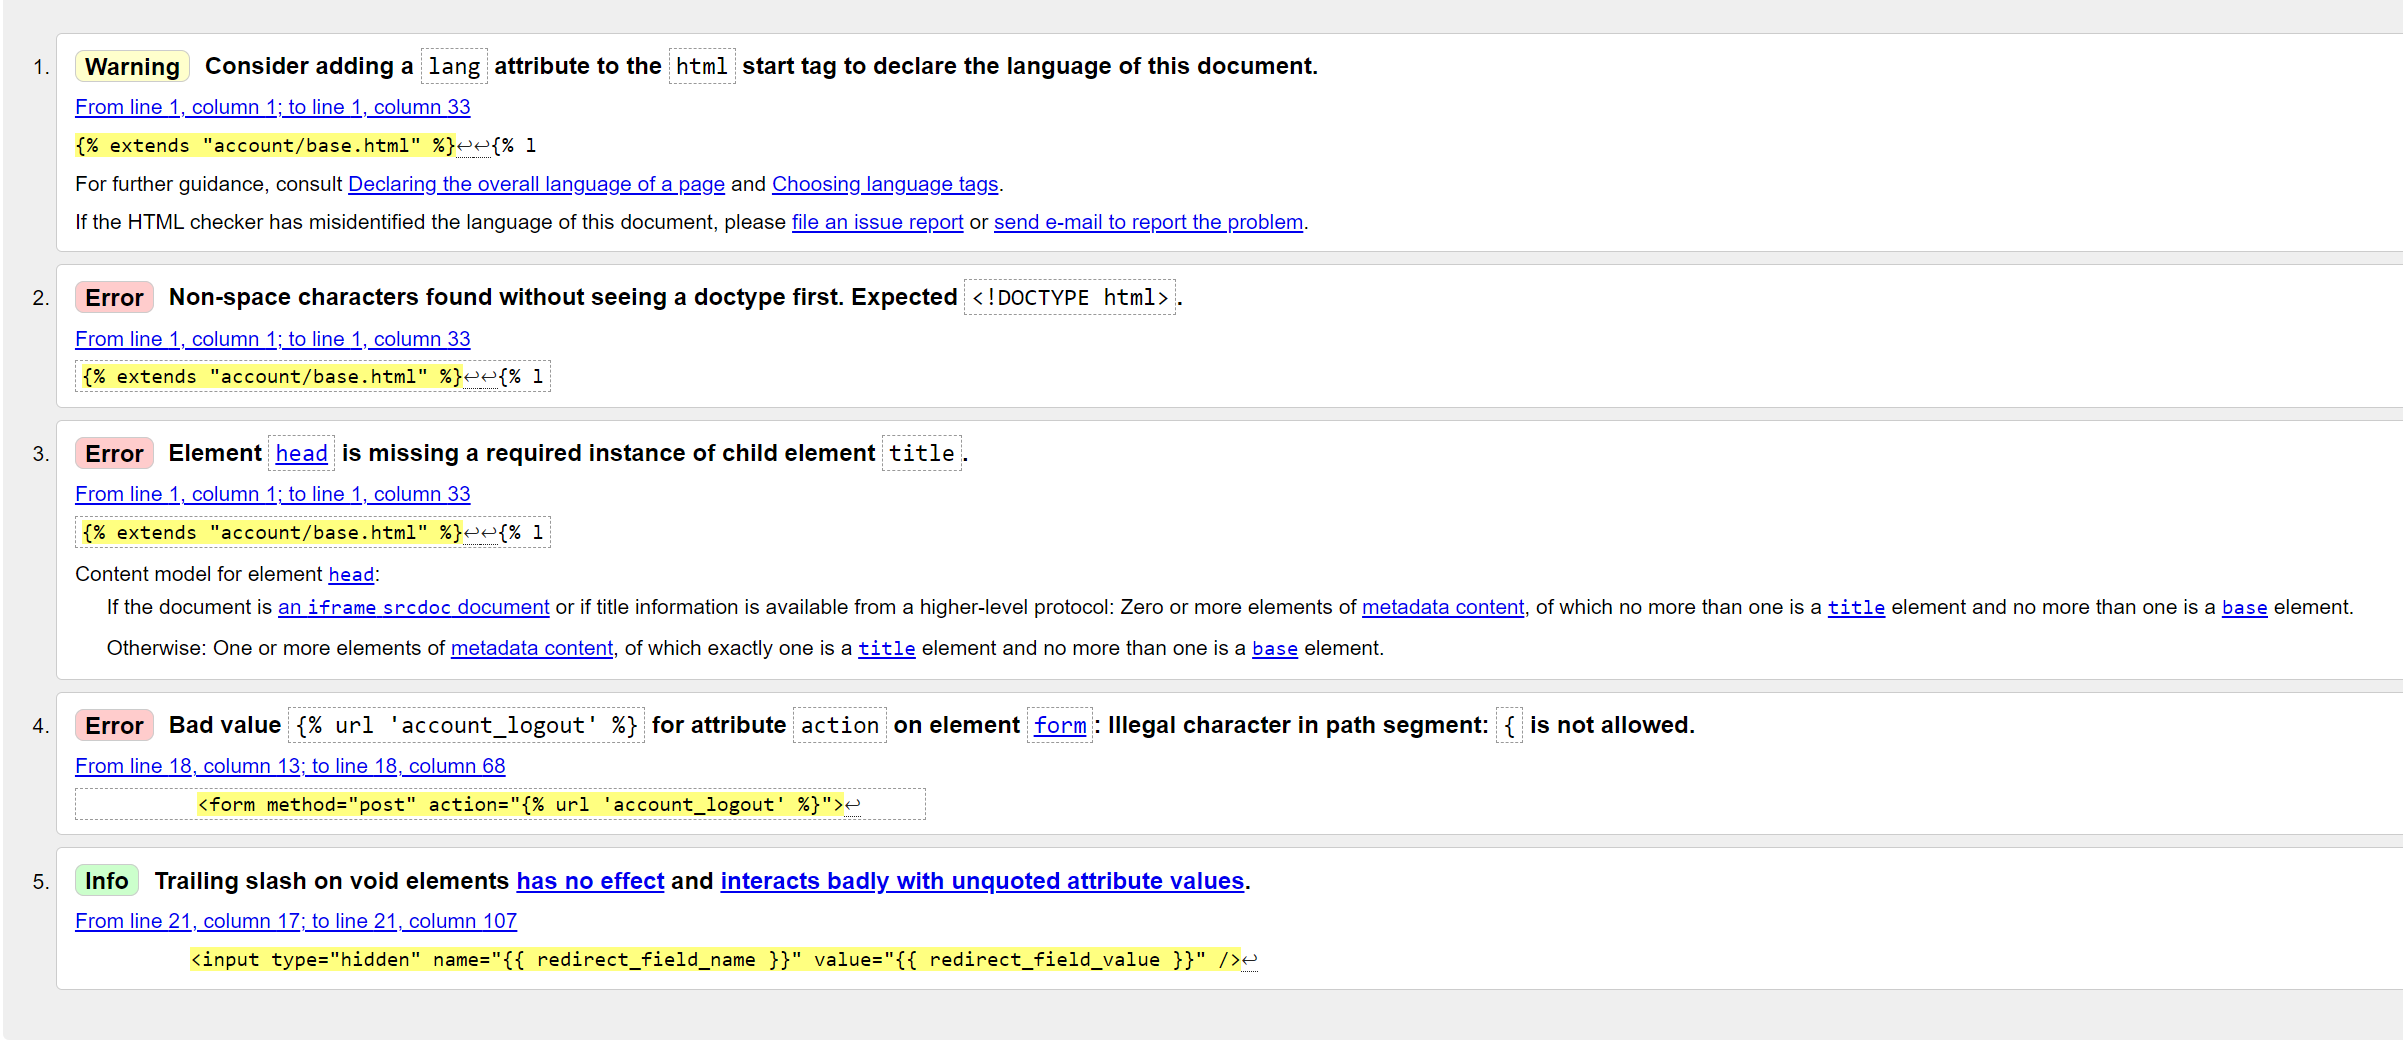 1. Warning Consider adding a lang attribute to the html start tag to declare the language of this document.
From line 1, column 1; to line 1, column 33
{% extends "account/base.html" %}↩↩{% l
For further guidance, consult Declaring the overall language of a page and Choosing language tags.
If the HTML checker has misidentified the language of this document, please file an issue report or send e-mail to report the problem.
2. Error Non-space characters found without seeing a doctype first. Expected <!DOCTYPE html>.
From line 1, column 1; to line 1, column 33
{% extends "account/base.html" %}↩↩{% l
3. Error Element head is missing a required instance of child element title.
From line 1, column 1; to line 1, column 33
{% extends "account/base.html" %}↩↩{% l
Content model for element head:
If the document is an iframe srcdoc document or if title information is available from a higher-level protocol: Zero or more elements of metadata content, of which no more than one is a title element and no more than one is a base element.
Otherwise: One or more elements of metadata content, of which exactly one is a title element and no more than one is a base element.
4. Error Bad value {% url 'account_logout' %} for attribute action on element form: Illegal character in path segment: { is not allowed.
From line 18, column 13; to line 18, column 68
<form method="post" action="{% url 'account_logout' %}">↩
5. Info Trailing slash on void elements has no effect and interacts badly with unquoted attribute values.
From line 21, column 17; to line 21, column 107
<input type="hidden" name="{{ redirect_field_name }}" value="{{ redirect_field_value }}" />↩